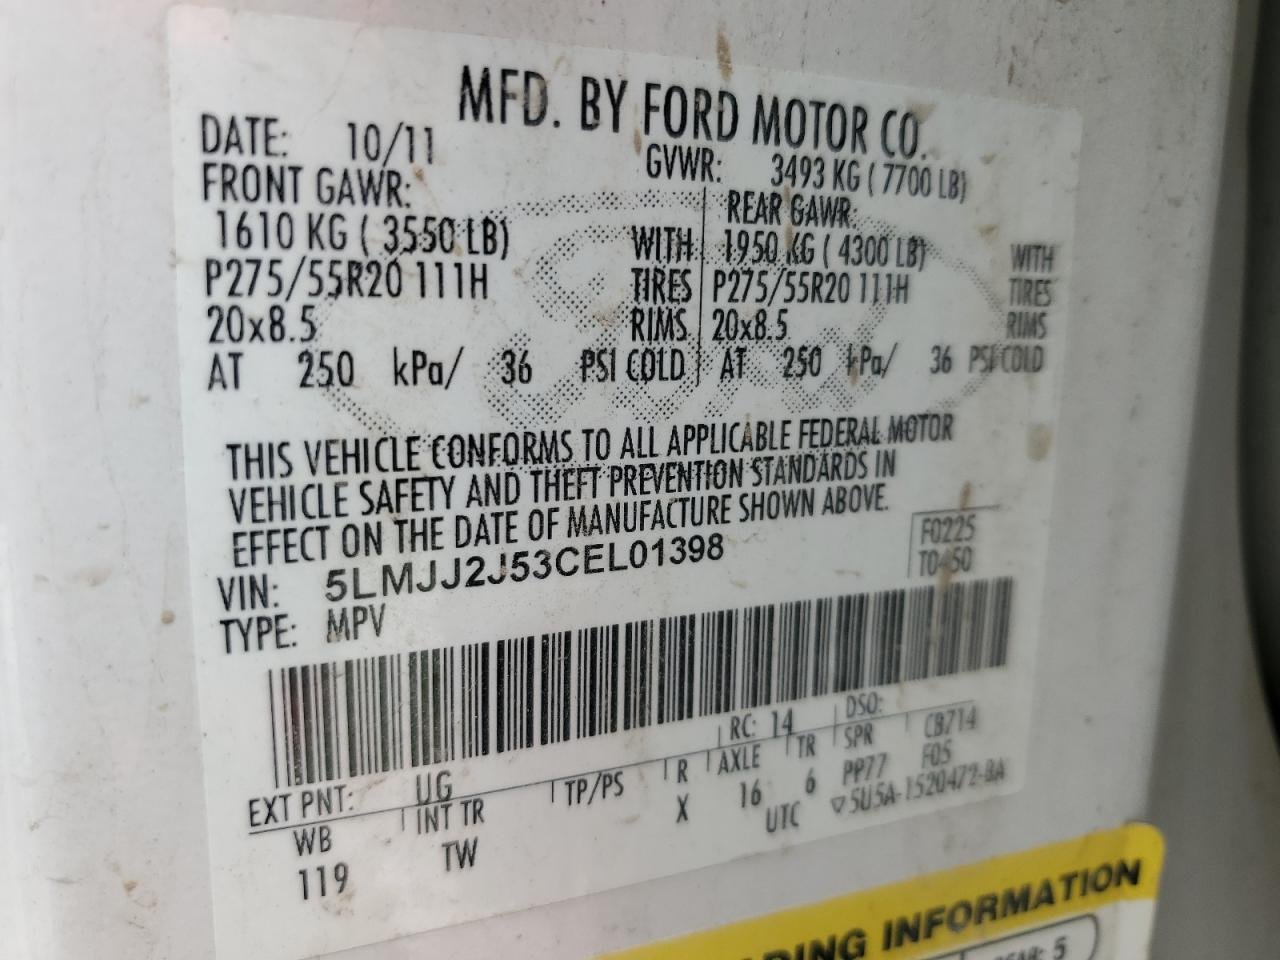 MFD. BY FORD MOTOR CO.
DATE: 10/11 GVWR: 3493 KG ( 7700 LB)
FRONT GAWR: REAR GAWR:
1610 KG ( 3550 LB) WITH 1950 KG ( 4300 LB) WITH
P275/55R20 111H TIRES P275/55R20 111H TIRES
20x8.5 RIMS 20x8.5 RIMS
AT 250 kPa/ 36 PSI COLD AT 250 kPa/ 36 PSI COLD
THIS VEHICLE CONFORMS TO ALL APPLICABLE FEDERAL MOTOR
VEHICLE SAFETY AND THEFT PREVENTION STANDARDS IN
EFFECT ON THE DATE OF MANUFACTURE SHOWN ABOVE.
VIN: 5LMJJ2J53CEL01398 F0225
TYPE: MPV T0450
EXT PNT: UG RC: 14 DSO:
WB INT TR TP/PS R AXLE TR SPR CB714
119 TW X 16 6 PP77 F05
UTC ▽5U5A-1520472-BA
INFORMATION
5